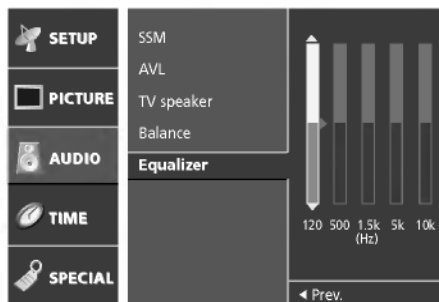 SETUP
PICTURE
AUDIO
TIME
SPECIAL
SSM
AVL
TV speaker
Balance
Equalizer
120 500 1.5k 5k 10k
(Hz)
◄ Prev.